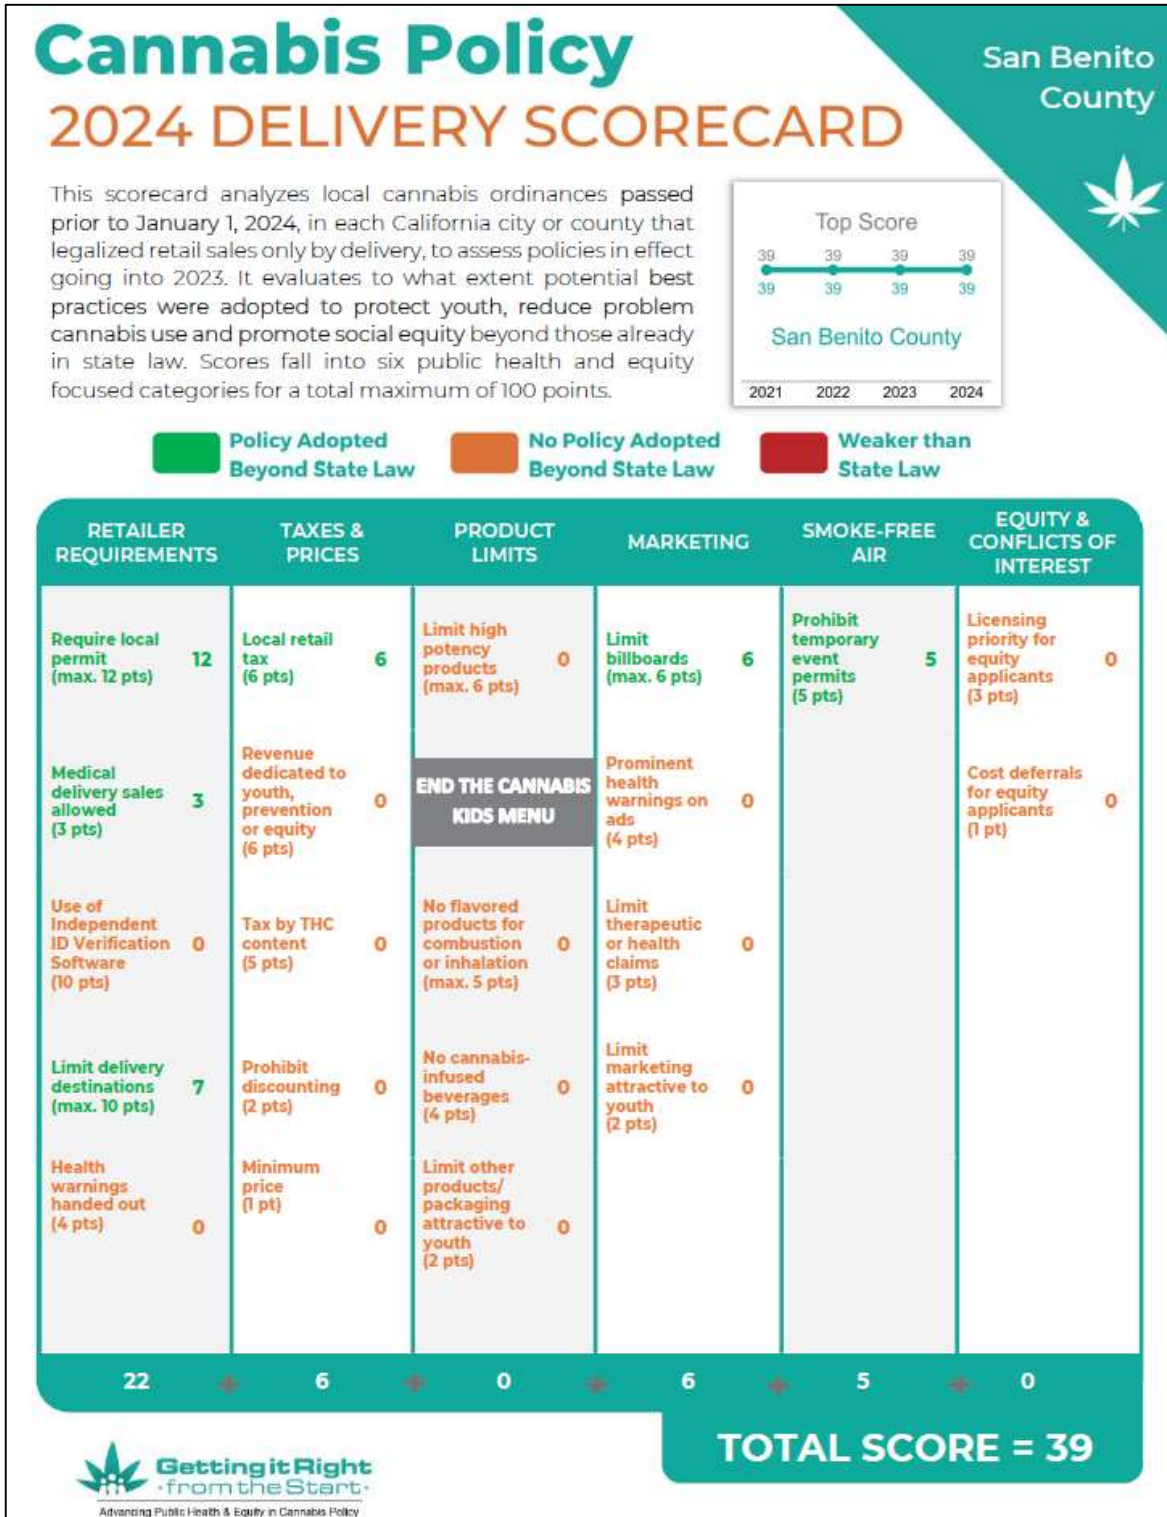 Cannabis Policy
2024 DELIVERY SCORECARD
San Benito
County
This scorecard analyzes local cannabis ordinances passed
prior to January 1, 2024, in each California city or county that
legalized retail sales only by delivery, to assess policies in effect
going into 2023. It evaluates to what extent potential best
practices were adopted to protect youth, reduce problem
cannabis use and promote social equity beyond those already
in state law. Scores fall into six public health and equity
focused categories for a total maximum of 100 points.
Top Score
39 39 39 39
39 39 39 39
San Benito County
2021 2022 2023 2024
Policy Adopted
Beyond State Law
No Policy Adopted
Beyond State Law
Weaker than
State Law
RETAILER
REQUIREMENTS
Require local
permit 12
(max. 12 pts)
Medical
delivery sales
allowed 3
(3 pts)
Use of
Independent
ID Verification 0
Software
(10 pts)
Limit delivery
destinations 7
(max. 10 pts)
Health
warnings
handed out
(4 pts) 0
22
TAXES &
PRICES
Local retail
tax 6
(6 pts)
Revenue
dedicated to
youth,
prevention 0
or equity
(6 pts)
Tax by THC
content 0
(5 pts)
Prohibit
discounting 0
(2 pts)
Minimum
price
(1 pt)
0
+ 6
PRODUCT
LIMITS
Limit high
potency
products 0
(max. 6 pts)
END THE CANNABIS
KIDS MENU
No flavored
products for
combustion 0
or inhalation
(max. 5 pts)
No cannabis-
infused
beverages 0
(4 pts)
Limit other
products/
packaging
attractive to 0
youth
(2 pts)
+ 0
MARKETING
Limit
billboards 6
(max. 6 pts)
Prominent
health
warnings on 0
ads
(4 pts)
Limit
therapeutic
or health 0
claims
(3 pts)
Limit
marketing
attractive to 0
youth
(2 pts)
+ 6
SMOKE-FREE
AIR
Prohibit
temporary
event 5
permits
(5 pts)
+ 5
EQUITY &
CONFLICTS OF
INTEREST
Licensing
priority for
equity 0
applicants
(3 pts)
Cost deferrals
for equity 0
applicants
(1 pt)
+ 0
TOTAL SCORE = 39
Getting it Right
·from the Start·
Advancing Public Health & Equity in Cannabis Policy